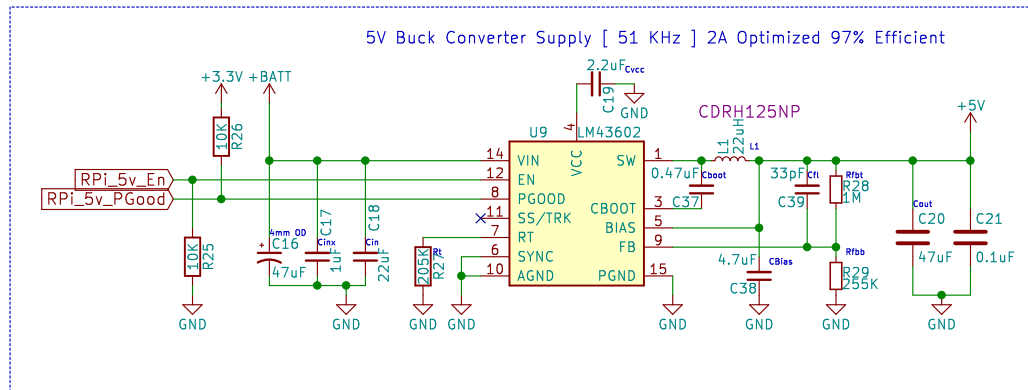 5V Buck Converter Supply [ 51 KHz ] 2A Optimized 97% Efficient
+3.3V
+BATT
10K
R26
RPi_5v_En
RPi_5v_PGood
10K
R25
GND
4mm OD
C16
47uF
Cinx
C17
1uF
Cin
C18
22uF
GND
Rt
205K
R27
GND
GND
2.2uF
Cvcc
C19
GND
U9
LM43602
4
VCC
14
VIN
12
EN
8
PGOOD
11
SS/TRK
7
RT
6
SYNC
10
AGND
SW
1
CBOOT
3
BIAS
5
FB
9
PGND
15
GND
CDRH125NP
L1
22uH
L1
0.47uF
Cboot
C37
33pF
Cfl
C39
Rfbt
R28
1M
4.7uF
CBias
C38
GND
Rfbb
R29
255K
GND
+5V
Cout
C20
47uF
C21
0.1uF
GND